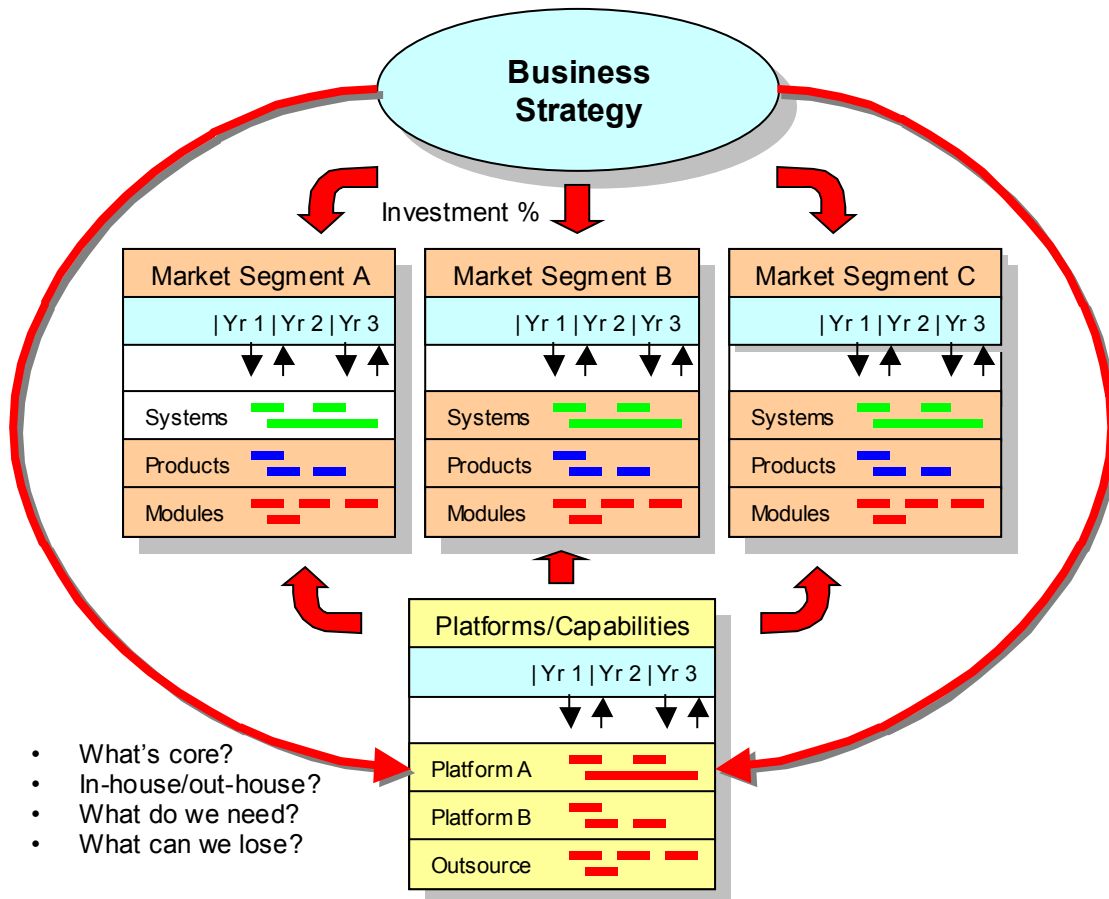 Business
Strategy
Investment %
Market Segment A
| Yr 1 | Yr 2 | Yr 3
Systems
Products
Modules
Market Segment B
| Yr 1 | Yr 2 | Yr 3
Systems
Products
Modules
Market Segment C
| Yr 1 | Yr 2 | Yr 3
Systems
Products
Modules
Platforms/Capabilities
| Yr 1 | Yr 2 | Yr 3
Platform A
Platform B
Outsource
• What’s core?
• In-house/out-house?
• What do we need?
• What can we lose?